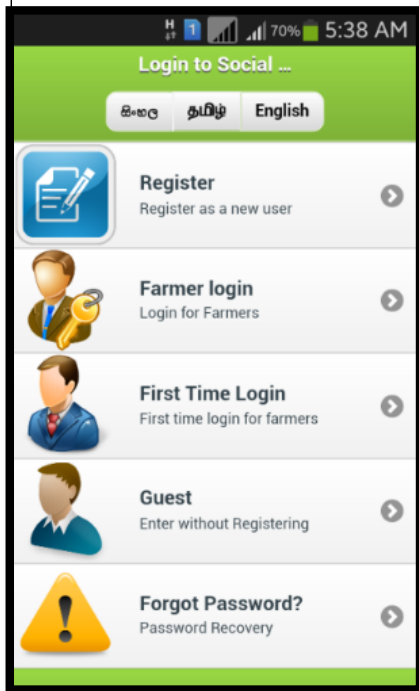 H 1 70% 5:38 AM
Login to Social ...
සිංහල தமிழ் English
Register
Register as a new user
Farmer login
Login for Farmers
First Time Login
First time login for farmers
Guest
Enter without Registering
Forgot Password?
Password Recovery